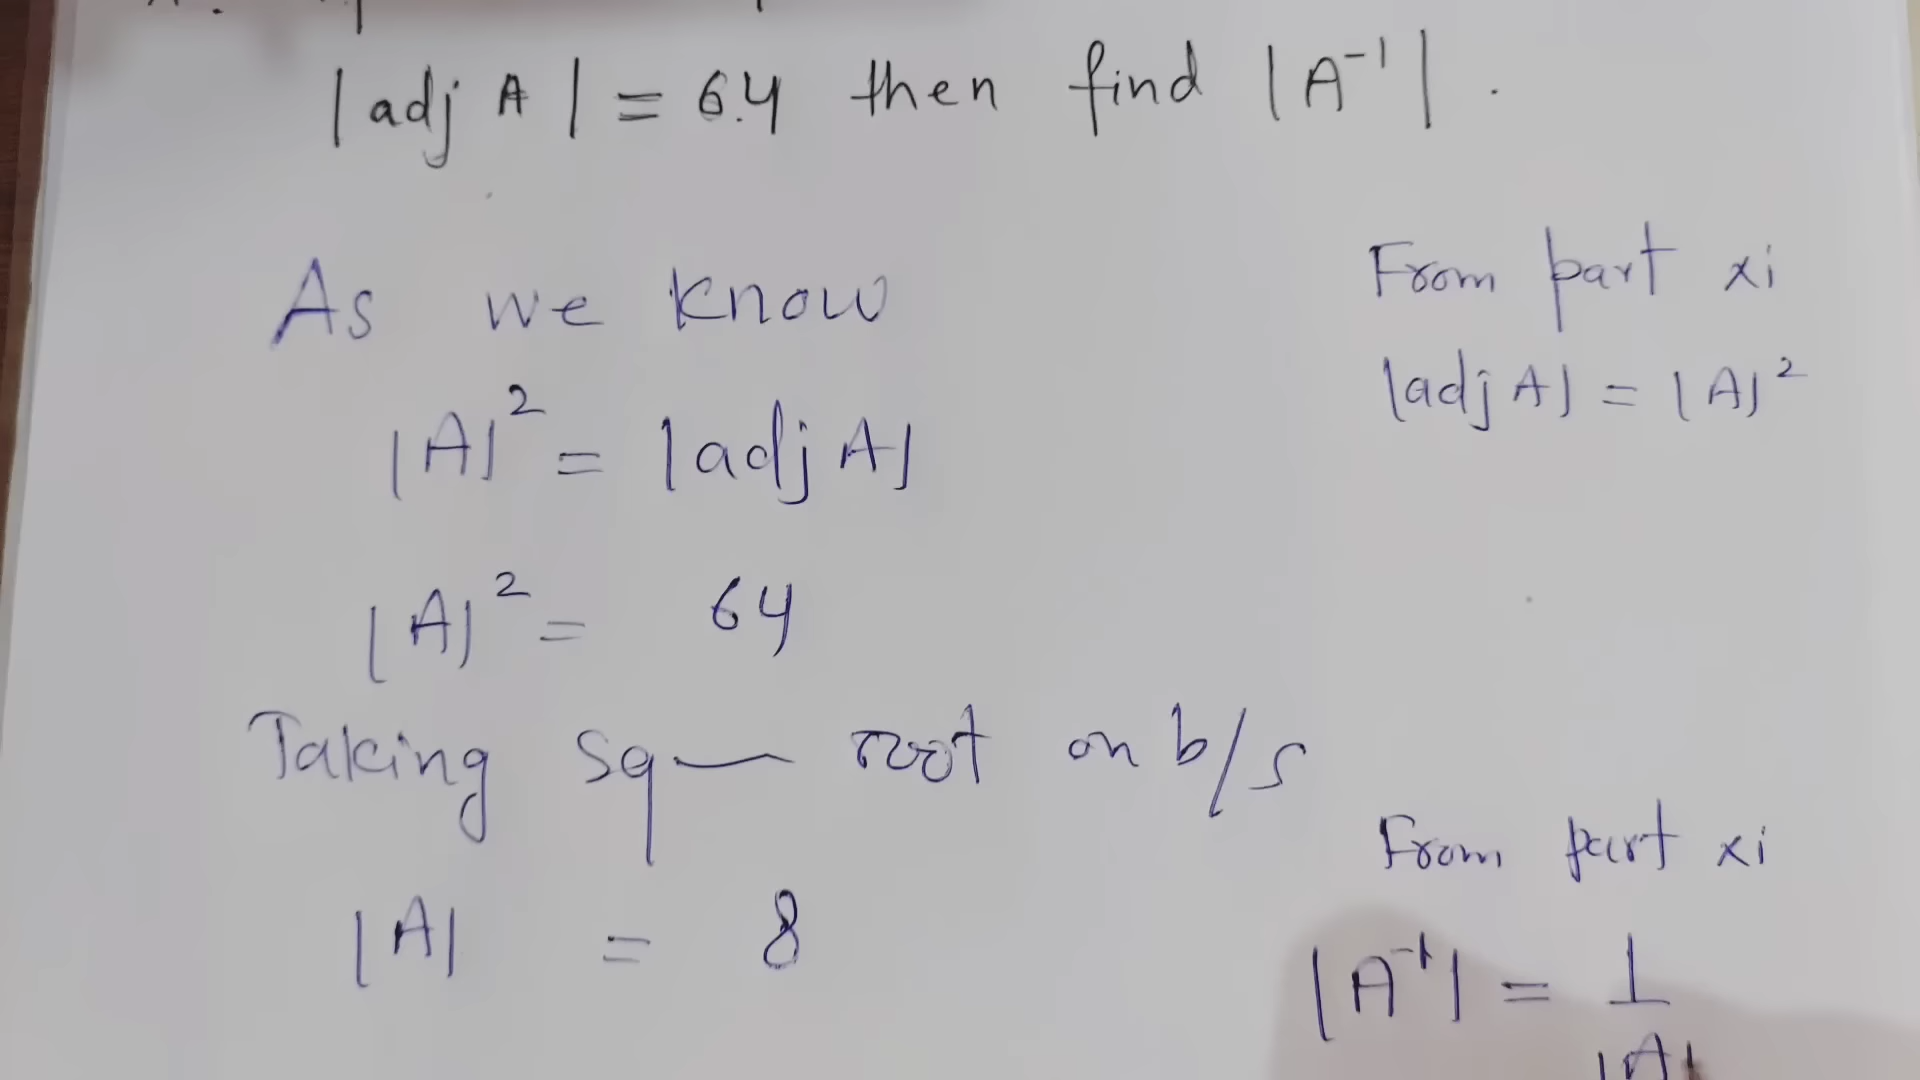 |adj A| = 64 then find |A⁻¹|.
As we know
From part xi
|adj A| = |A|²
|A|² = |adj A|
|A|² = 64
Taking sq root on b/s
From part xi
|A| = 8
|A⁻¹| = 1
|A|